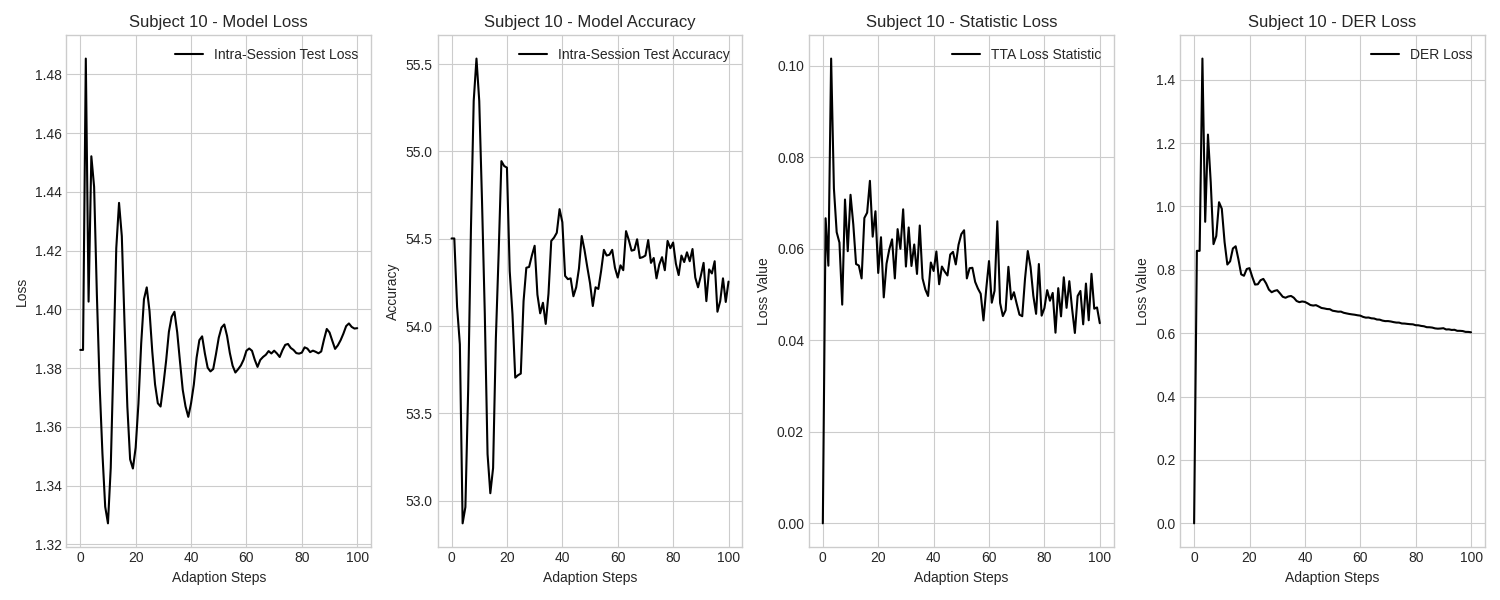 Subject 10 - Model Loss
Intra-Session Test Loss
1.48
1.46
1.44
1.42
1.40
1.38
1.36
1.34
1.32
Loss
0 20 40 60 80 100
Adaption Steps
Subject 10 - Model Accuracy
Intra-Session Test Accuracy
55.5
55.0
54.5
54.0
53.5
53.0
Accuracy
0 20 40 60 80 100
Adaption Steps
Subject 10 - Statistic Loss
TTA Loss Statistic
0.10
0.08
0.06
0.04
0.02
0.00
Loss Value
0 20 40 60 80 100
Adaption Steps
Subject 10 - DER Loss
DER Loss
1.4
1.2
1.0
0.8
0.6
0.4
0.2
0.0
Loss Value
0 20 40 60 80 100
Adaption Steps